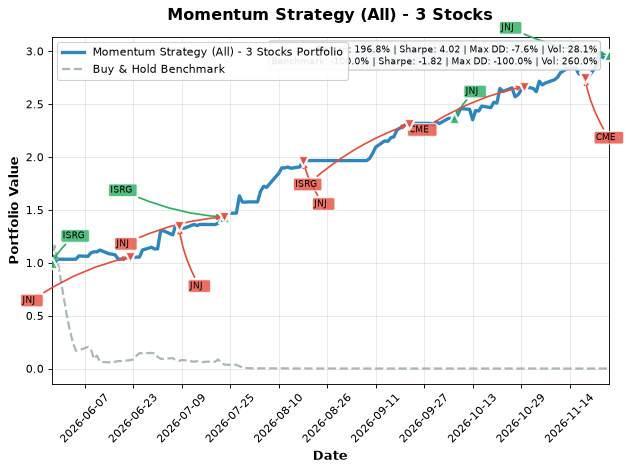 Momentum Strategy (All) - 3 Stocks
JNJ
Momentum Strategy (All) - 3 Stocks Portfolio
Buy & Hold Benchmark
: 196.8% | Sharpe: 4.02 | Max DD: -7.6% | Vol: 28.1%
Benchmark: -100.0% | Sharpe: -1.82 | Max DD: -100.0% | Vol: 260.0%
JNJ
CME
CME
ISRG
ISRG
JNJ
ISRG
JNJ
JNJ
JNJ
Portfolio Value
3.0
2.5
2.0
1.5
1.0
0.5
0.0
2026-06-07
2026-06-23
2026-07-09
2026-07-25
2026-08-10
2026-08-26
2026-09-11
2026-09-27
2026-10-13
2026-10-29
2026-11-14
Date